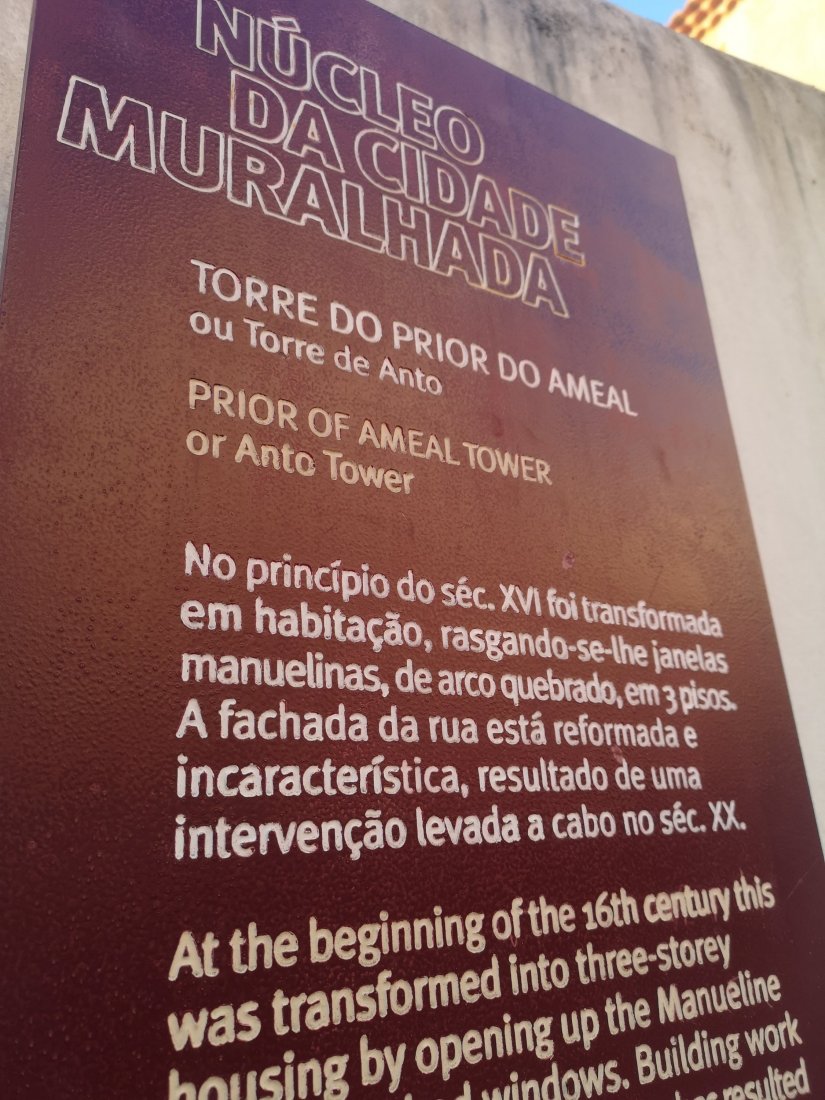 NÚCLEO
DA CIDADE
MURALHADA
TORRE DO PRIOR DO AMEAL
ou Torre de Anto
PRIOR OF AMEAL TOWER
or Anto Tower
No princípio do séc. XVI foi transformada
em habitação, rasgando-se-lhe janelas
manuelinas, de arco quebrado, em 3 pisos.
A fachada da rua está reformada e
incaracterística, resultado de uma
intervenção levada a cabo no séc. XX.
At the beginning of the 16th century this
was transformed into three-storey
housing by opening up the Manueline
windows. Building work
resulted